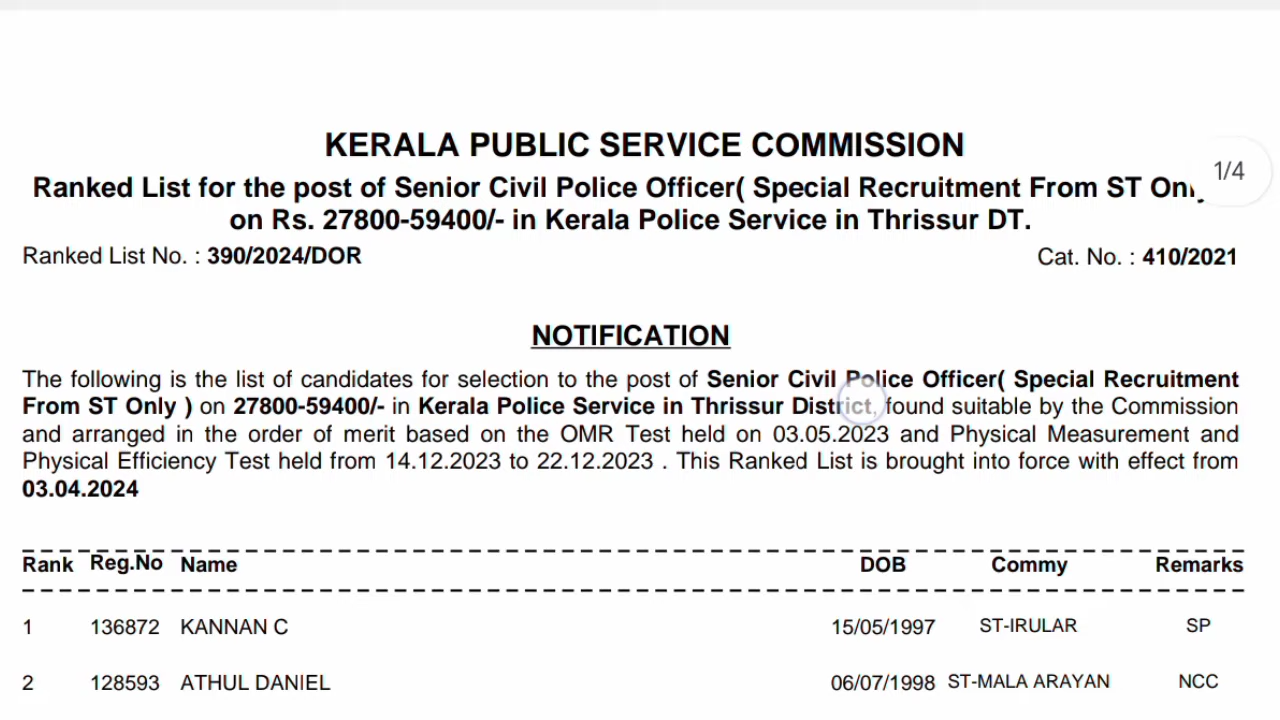 1/4
KERALA PUBLIC SERVICE COMMISSION
Ranked List for the post of Senior Civil Police Officer( Special Recruitment From ST Only
on Rs. 27800-59400/- in Kerala Police Service in Thrissur DT.
Ranked List No. : 390/2024/DOR Cat. No. : 410/2021
NOTIFICATION
The following is the list of candidates for selection to the post of Senior Civil Police Officer( Special Recruitment
From ST Only ) on 27800-59400/- in Kerala Police Service in Thrissur District, found suitable by the Commission
and arranged in the order of merit based on the OMR Test held on 03.05.2023 and Physical Measurement and
Physical Efficiency Test held from 14.12.2023 to 22.12.2023 . This Ranked List is brought into force with effect from
03.04.2024
Rank Reg.No Name DOB Commy Remarks
1 136872 KANNAN C 15/05/1997 ST-IRULAR SP
2 128593 ATHUL DANIEL 06/07/1998 ST-MALA ARAYAN NCC